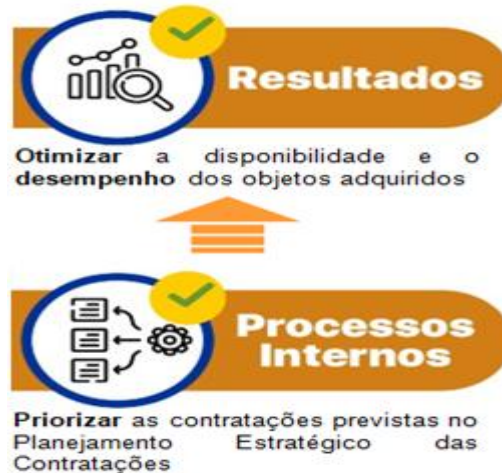 Resultados
Otimizar a disponibilidade e o
desempenho dos objetos adquiridos
Processos
Internos
Priorizar as contratações previstas no
Planejamento Estratégico das
Contratações